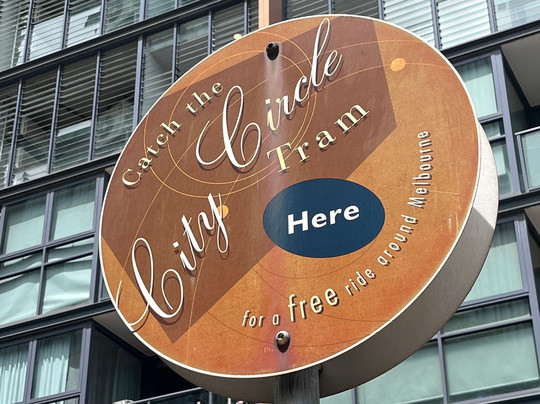 Catch the
City Circle
Tram
Here
for a free ride around Melbourne